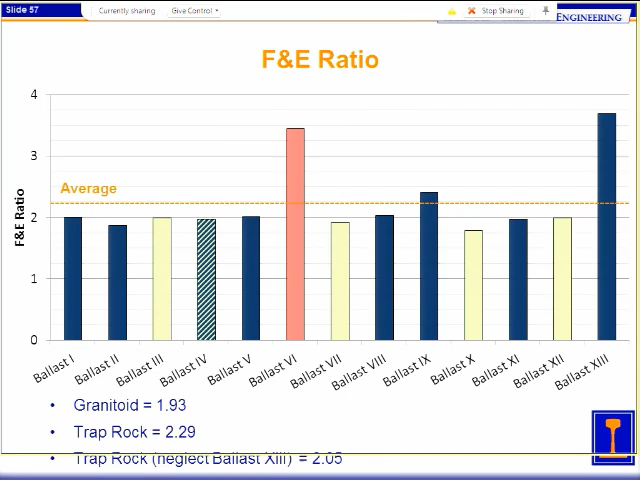 Slide 57
Currently sharing
Give Control
Stop Sharing
ENGINEERING
F&E Ratio
4
3
2
1
0
F&E Ratio
Average
Ballast I
Ballast II
Ballast III
Ballast IV
Ballast V
Ballast VI
Ballast VII
Ballast VIII
Ballast IX
Ballast X
Ballast XI
Ballast XII
Ballast XIII
• Granitoid = 1.93
• Trap Rock = 2.29
• Trap Rock (neglect Ballast XIII) = 2.05